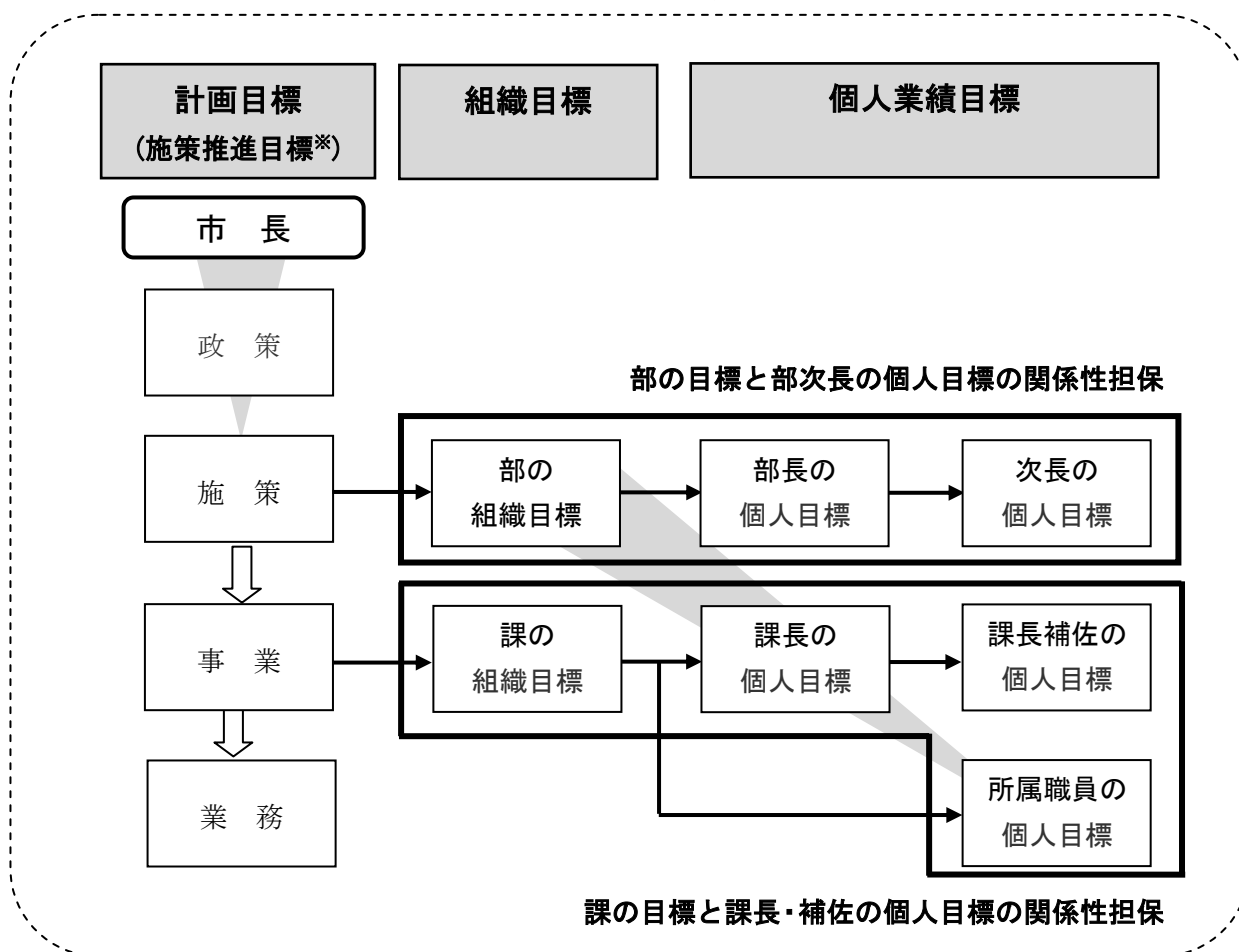 計画目標
(施策推進目標※)
組織目標
個人業績目標
市　長
政　策
部の目標と部次長の個人目標の関係性担保
施　策
部の
組織目標
部長の
個人目標
次長の
個人目標
事　業
課の
組織目標
課長の
個人目標
課長補佐の
個人目標
業　務
所属職員の
個人目標
課の目標と課長・補佐の個人目標の関係性担保